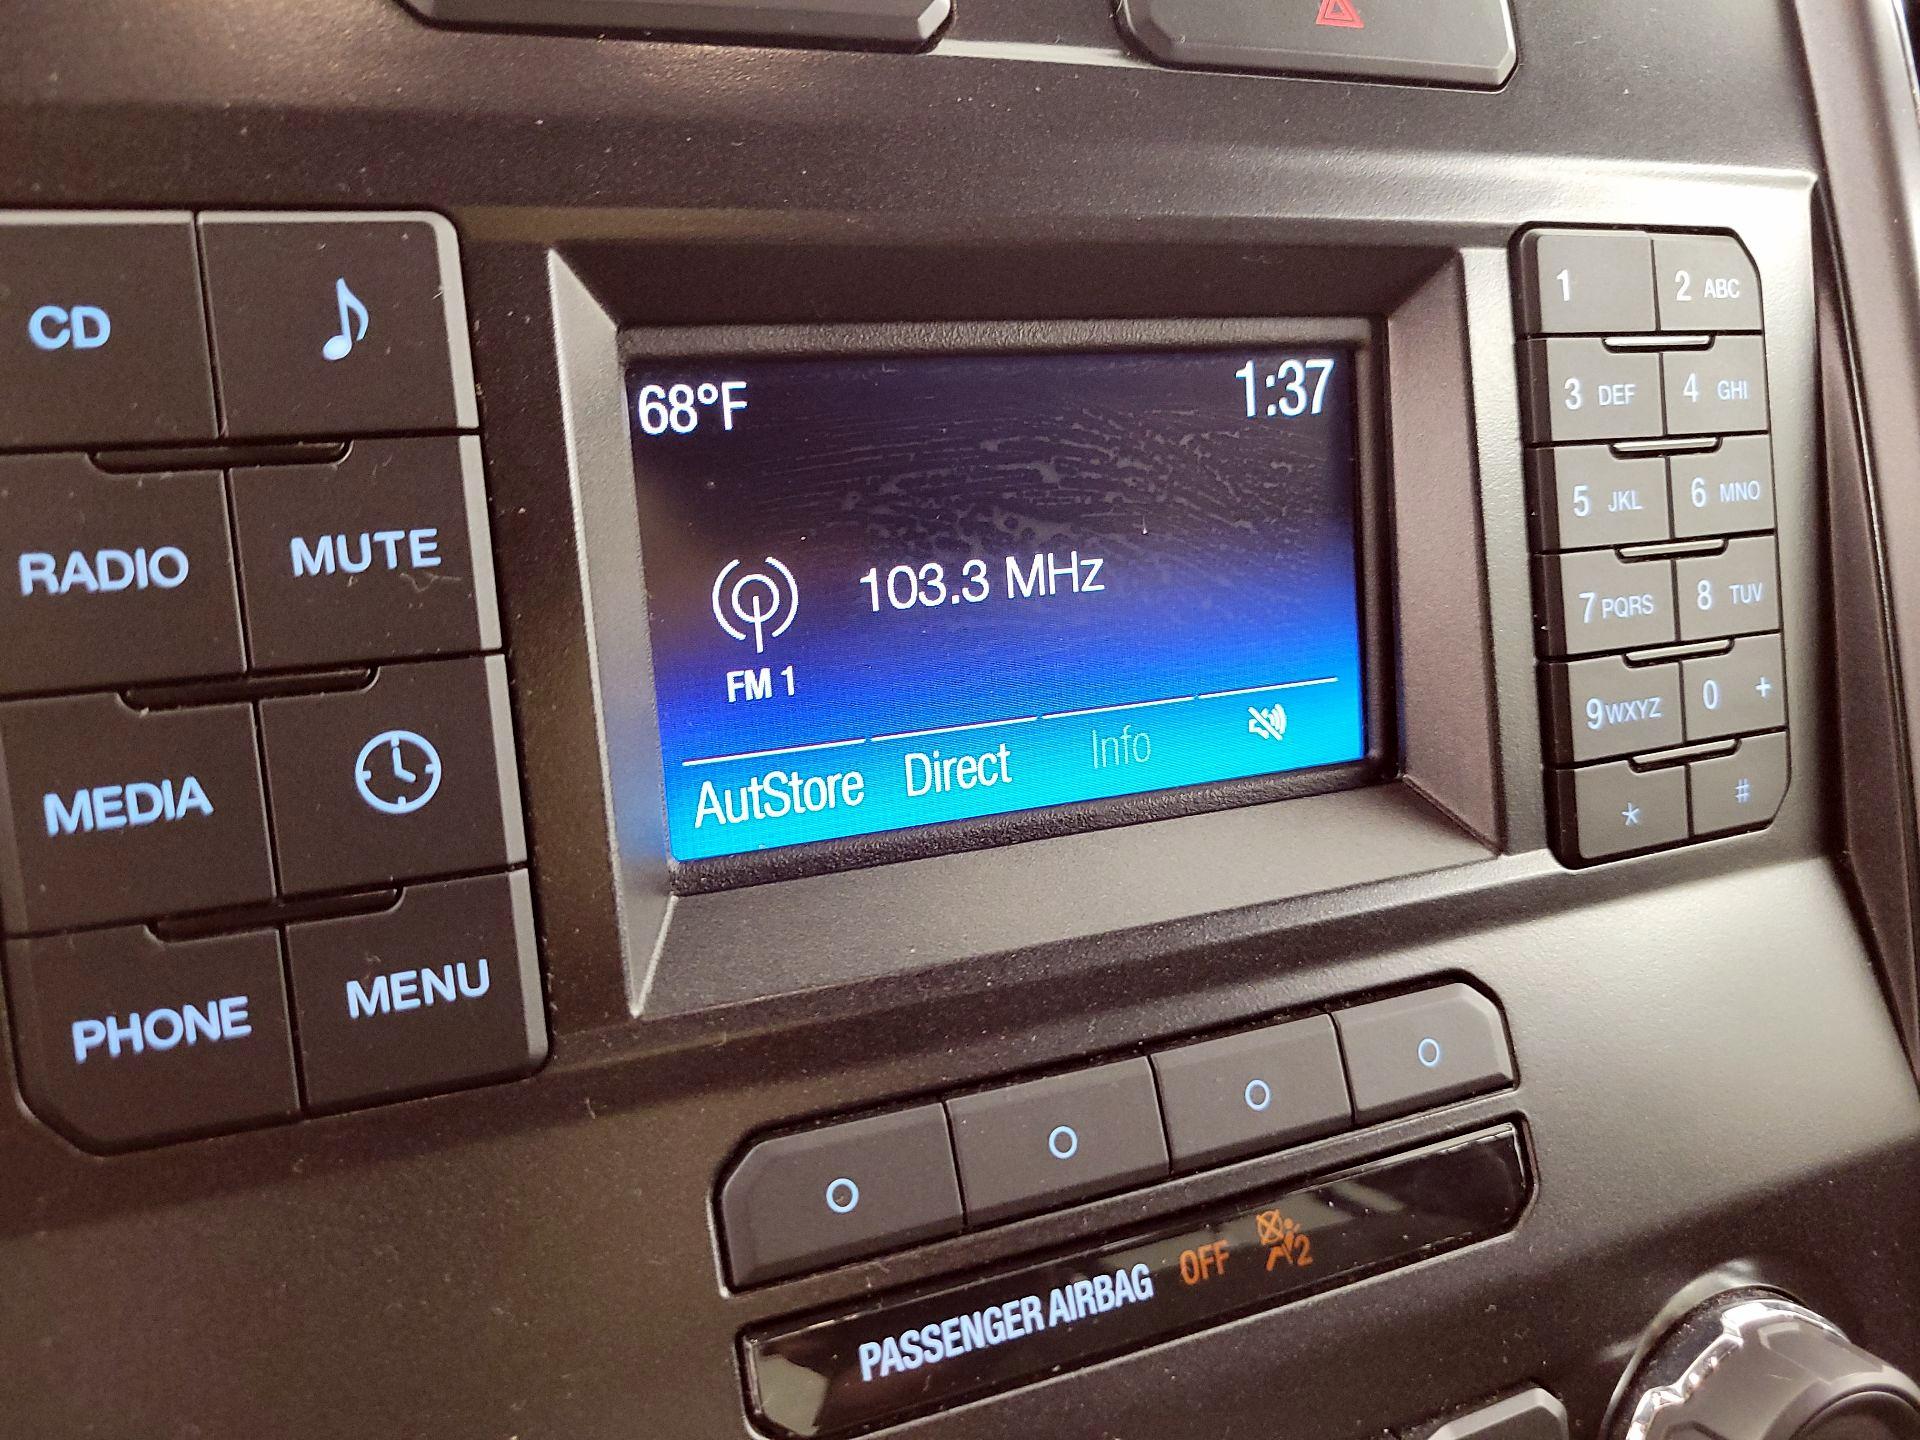 CD
RADIO MUTE
MEDIA
PHONE MENU
68°F 1:37
103.3 MHz
FM 1
AutStore Direct Info
1 2 ABC
3 DEF 4 GHI
5 JKL 6 MNO
7 PQRS 8 TUV
9 WXYZ 0 +
* #
PASSENGER AIRBAG OFF 2